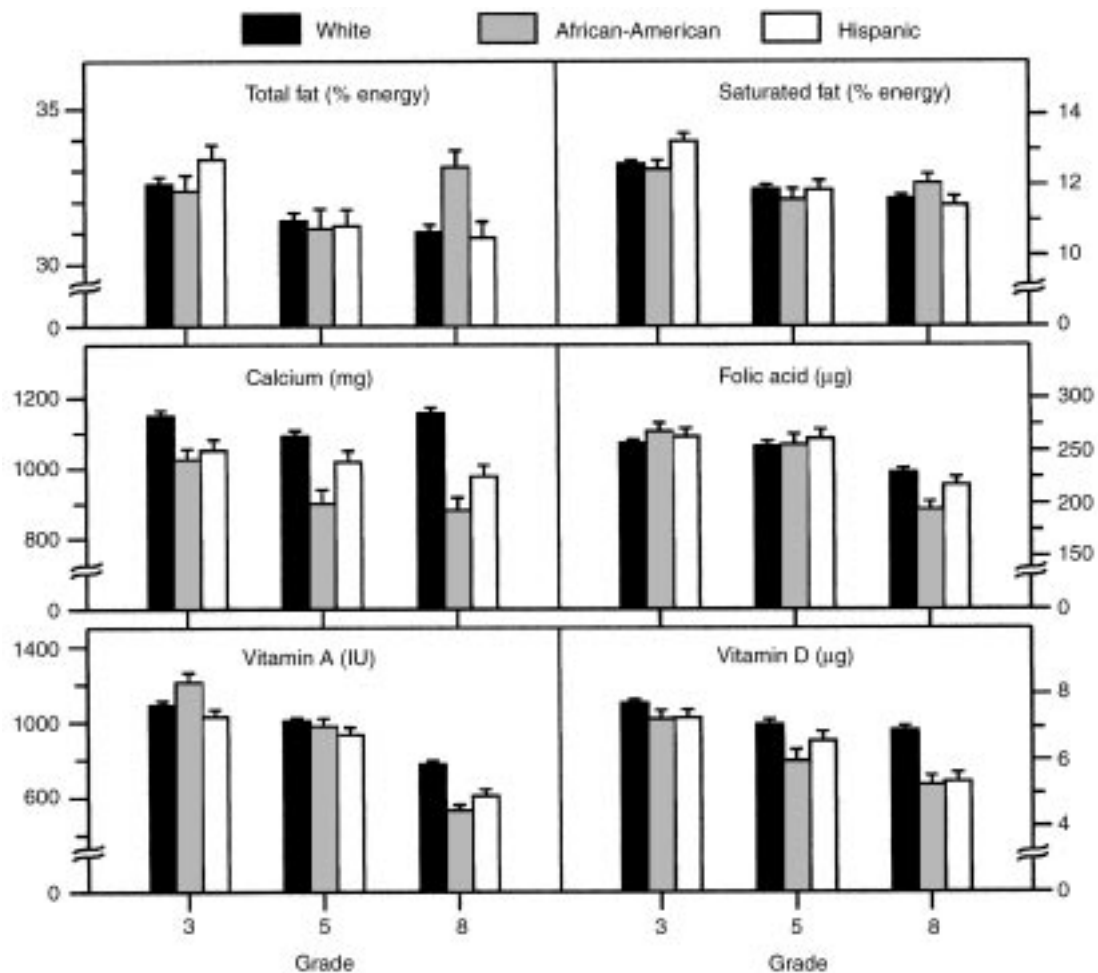 White African-American Hispanic
Total fat (% energy) Saturated fat (% energy)
35 14
12
30 10
0 0
Calcium (mg) Folic acid (μg)
1200 300
1000 250
200
800 150
0 0
Vitamin A (IU) Vitamin D (μg)
1400 8
1000 6
600 4
0 0
3 5 8 3 5 8
Grade Grade